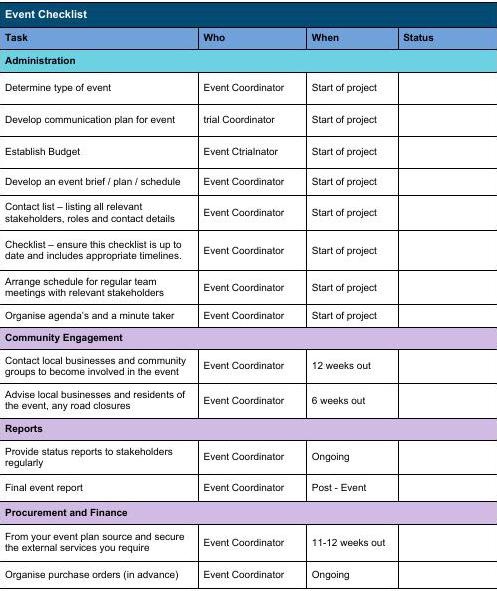 Event Checklist
Task Who When Status
Administration
Determine type of event Event Coordinator Start of project
Develop communication plan for event trial Coordinator Start of project
Establish Budget Event Ctrialnator Start of project
Develop an event brief / plan / schedule Event Coordinator Start of project
Contact list – listing all relevant
stakeholders, roles and contact details Event Coordinator Start of project
Checklist – ensure this checklist is up to
date and includes appropriate timelines. Event Coordinator Start of project
Arrange schedule for regular team
meetings with relevant stakeholders Event Coordinator Start of project
Organise agenda's and a minute taker Event Coordinator Start of project
Community Engagement
Contact local businesses and community
groups to become involved in the event Event Coordinator 12 weeks out
Advise local businesses and residents of
the event, any road closures Event Coordinator 6 weeks out
Reports
Provide status reports to stakeholders
regularly Event Coordinator Ongoing
Final event report Event Coordinator Post - Event
Procurement and Finance
From your event plan source and secure
the external services you require Event Coordinator 11-12 weeks out
Organise purchase orders (in advance) Event Coordinator Ongoing